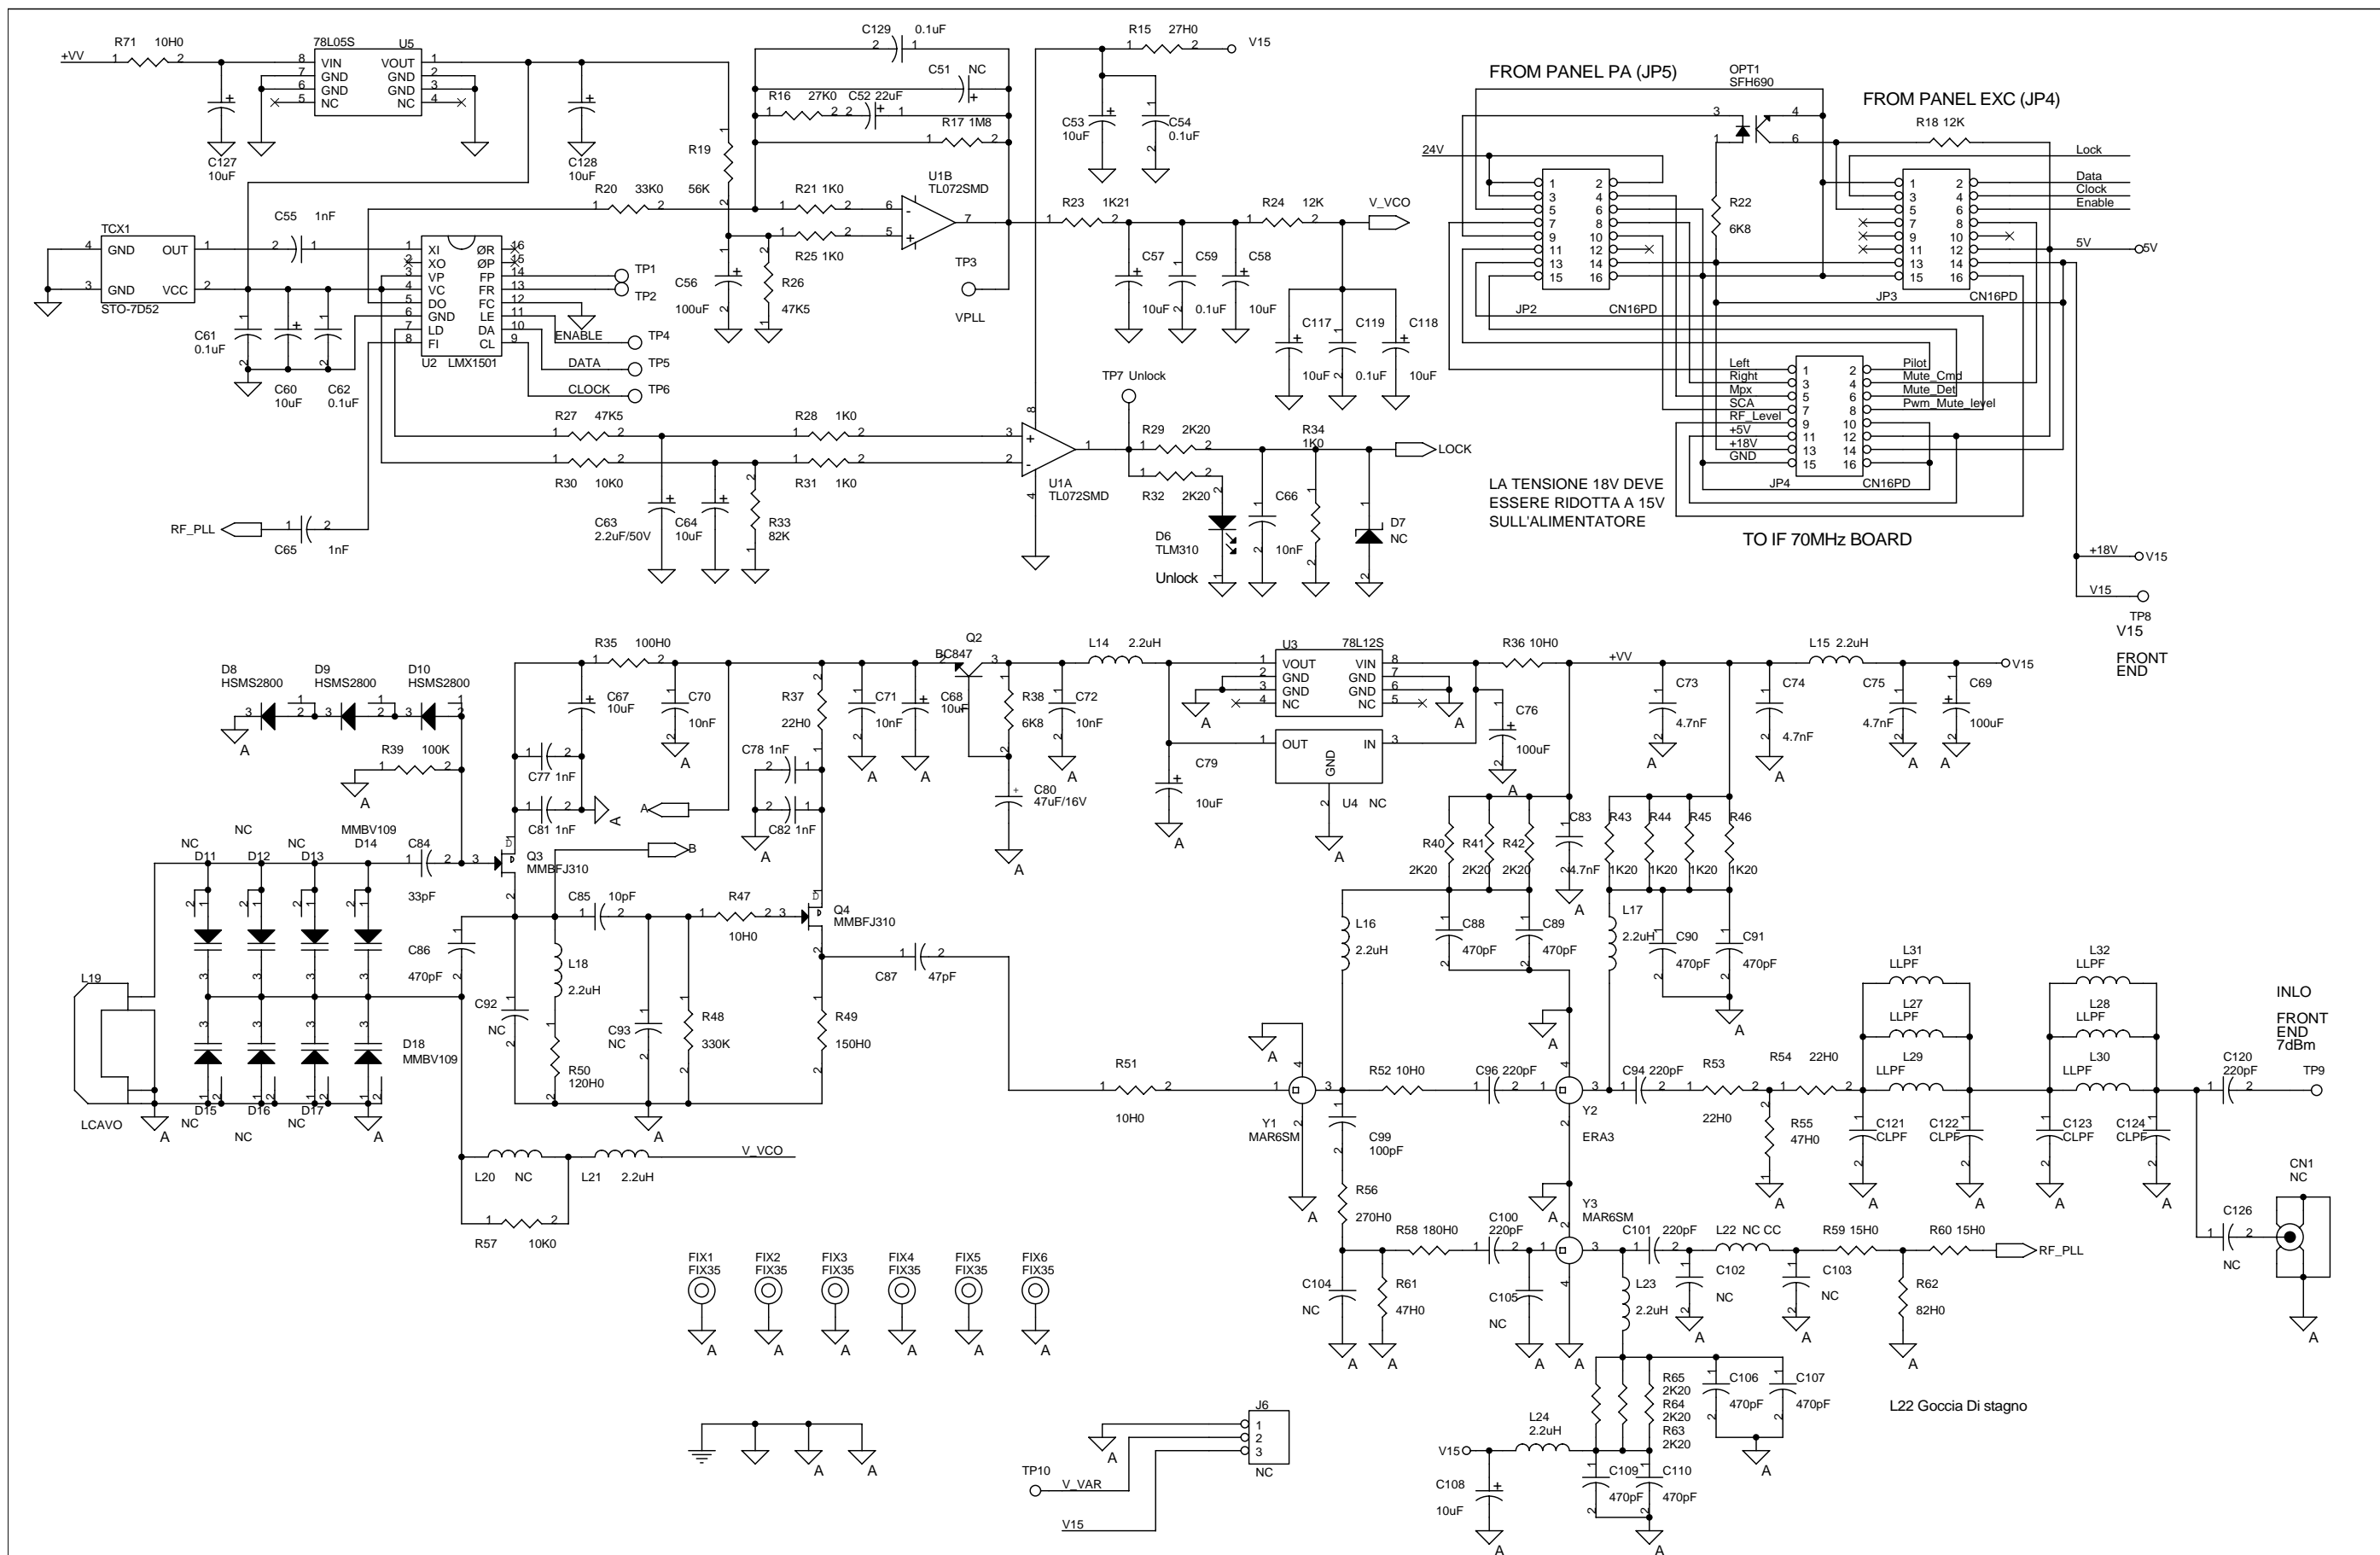 R71 10H0
+VV
78L05S U5
VIN VOUT
GND GND
GND GND
NC NC
C127
10uF
C128
10uF
C129 0.1uF
C51 NC
R16 27K0 C52 22uF
R17 1M8
R15 27H0
V15
C53
10uF
C54
0.1uF
R19
56K
R20 33K0
R21 1K0
R25 1K0
U1B
TL072SMD
R23 1K21
R24 12K
V_VCO
C56
100uF
R26
47K5
TP3
VPLL
C57
10uF
C59
0.1uF
C58
10uF
C117
10uF
C119
0.1uF
C118
10uF
C55 1nF
TCX1
GND OUT
GND VCC
STO-7D52
XI ØR
XO ØP
VP FP
VC FR
DO FC
GND LE
LD DA
FI CL
U2 LMX1501
TP1
TP2
ENABLE TP4
DATA TP5
CLOCK TP6
C61
0.1uF
C60
10uF
C62
0.1uF
R27 47K5
R28 1K0
R30 10K0
R31 1K0
U1A
TL072SMD
C63
2.2uF/50V
C64
10uF
R33
82K
RF_PLL
C65 1nF
TP7 Unlock
R29 2K20
R32 2K20
R34
1K0
LOCK
D6
TLM310
Unlock
C66
10nF
D7
NC
FROM PANEL PA (JP5)
OPT1
SFH690
FROM PANEL EXC (JP4)
R18 12K
24V
R22
6K8
Lock
Data
Clock
Enable
5V
5V
JP2 CN16PD
JP3 CN16PD
Left
Right
Mpx
SCA
RF_Level
+5V
+18V
GND
Pilot
Mute_Cmd
Mute_Det
Pwm_Mute_level
JP4 CN16PD
LA TENSIONE 18V DEVE
ESSERE RIDOTTA A 15V
SULL'ALIMENTATORE
TO IF 70MHz BOARD
+18V V15
V15
TP8
V15
FRONT
END
D8
HSMS2800
D9
HSMS2800
D10
HSMS2800
R39 100K
A
A
R35 100H0
C67
10uF
C70
10nF
A
C77 1nF
C81 1nF
A
A
R37
22H0
C78 1nF
C82 1nF
A
C71
10nF
A
C68
10uF
A
Q2
BC847
R38
6K8
C72
10nF
A
C80
47uF/16V
A
L14 2.2uH
C79
10uF
A
U3 78L12S
VOUT VIN
GND GND
GND GND
NC NC
A
A
OUT IN
GND
U4 NC
A
R36 10H0
C76
100uF
A
+VV
C73
4.7nF
A
C74
4.7nF
A
L15 2.2uH
C75
4.7nF
A
C69
100uF
A
V15
NC NC NC MMBV109
D11 D12 D13 D14
C84
33pF
Q3
MMBFJ310
B
C85 10pF
R47
10H0
Q4
MMBFJ310
C87 47pF
C86
470pF
L18
2.2uH
C92
NC
R50
120H0
C93
NC
R48
330K
R49
150H0
A
L19
LCAVO
A
D18
MMBV109
D15 D16 D17
NC NC NC
A
L20 NC
L21 2.2uH
V_VCO
R57 10K0
R40
2K20
R41
2K20
R42
2K20
C83
4.7nF
A
R43
1K20
R44
1K20
R45
1K20
R46
1K20
L16
2.2uH
C88
470pF
C89
470pF
L17
2.2uH
C90
470pF
C91
470pF
A
A
A
R51
10H0
Y1
MAR6SM
A
R52 10H0
C96 220pF
Y2
ERA3
C94 220pF
R53
22H0
R54 22H0
R55
47H0
A
L31
LLPF
L27
LLPF
L29
LLPF
L32
LLPF
L28
LLPF
L30
LLPF
C121
CLPF
A
C122
CLPF
A
C123
CLPF
A
C124
CLPF
A
INLO
FRONT
END
7dBm
C120
220pF
TP9
CN1
NC
C126
NC
A
C99
100pF
R56
270H0
R58 180H0
C100
220pF
A
Y3
MAR6SM
C101 220pF
L22 NC CC
R59 15H0
R60 15H0
RF_PLL
C104
NC
A
R61
47H0
A
C105
NC
A
A
L23
2.2uH
C102
NC
A
C103
NC
A
R62
82H0
A
FIX1
FIX35
A
FIX2
FIX35
A
FIX3
FIX35
A
FIX4
FIX35
A
FIX5
FIX35
A
FIX6
FIX35
A
R65
2K20
R64
2K20
R63
2K20
C106
470pF
C107
470pF
A
L22 Goccia Di stagno
A A
J6
1
2
3
NC
A
TP10
V_VAR
V15
L24
2.2uH
V15
C108
10uF
A
C109
470pF
C110
470pF
A